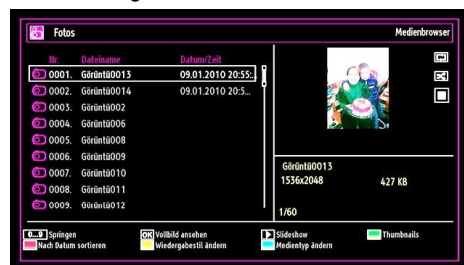 Fotos Medienbrowser
Nr. Dateiname Datum/Zeit
0001. Görüntü0013 09.01.2010 20:55:..
0002. Görüntü0014 09.01.2010 20:5...
0003. Görüntü002
0004. Görüntü006
0005. Görüntü008
0006. Görüntü009
0007. Görüntü010
0008. Görüntü011
0009. Görüntü012
Görüntü0013
1536x2048 427 KB
1/60
0...9 Springen OK Vollbild ansehen Slideshow Thumbnails
Nach Datum sortieren Wiedergabestil ändern Medientyp ändern